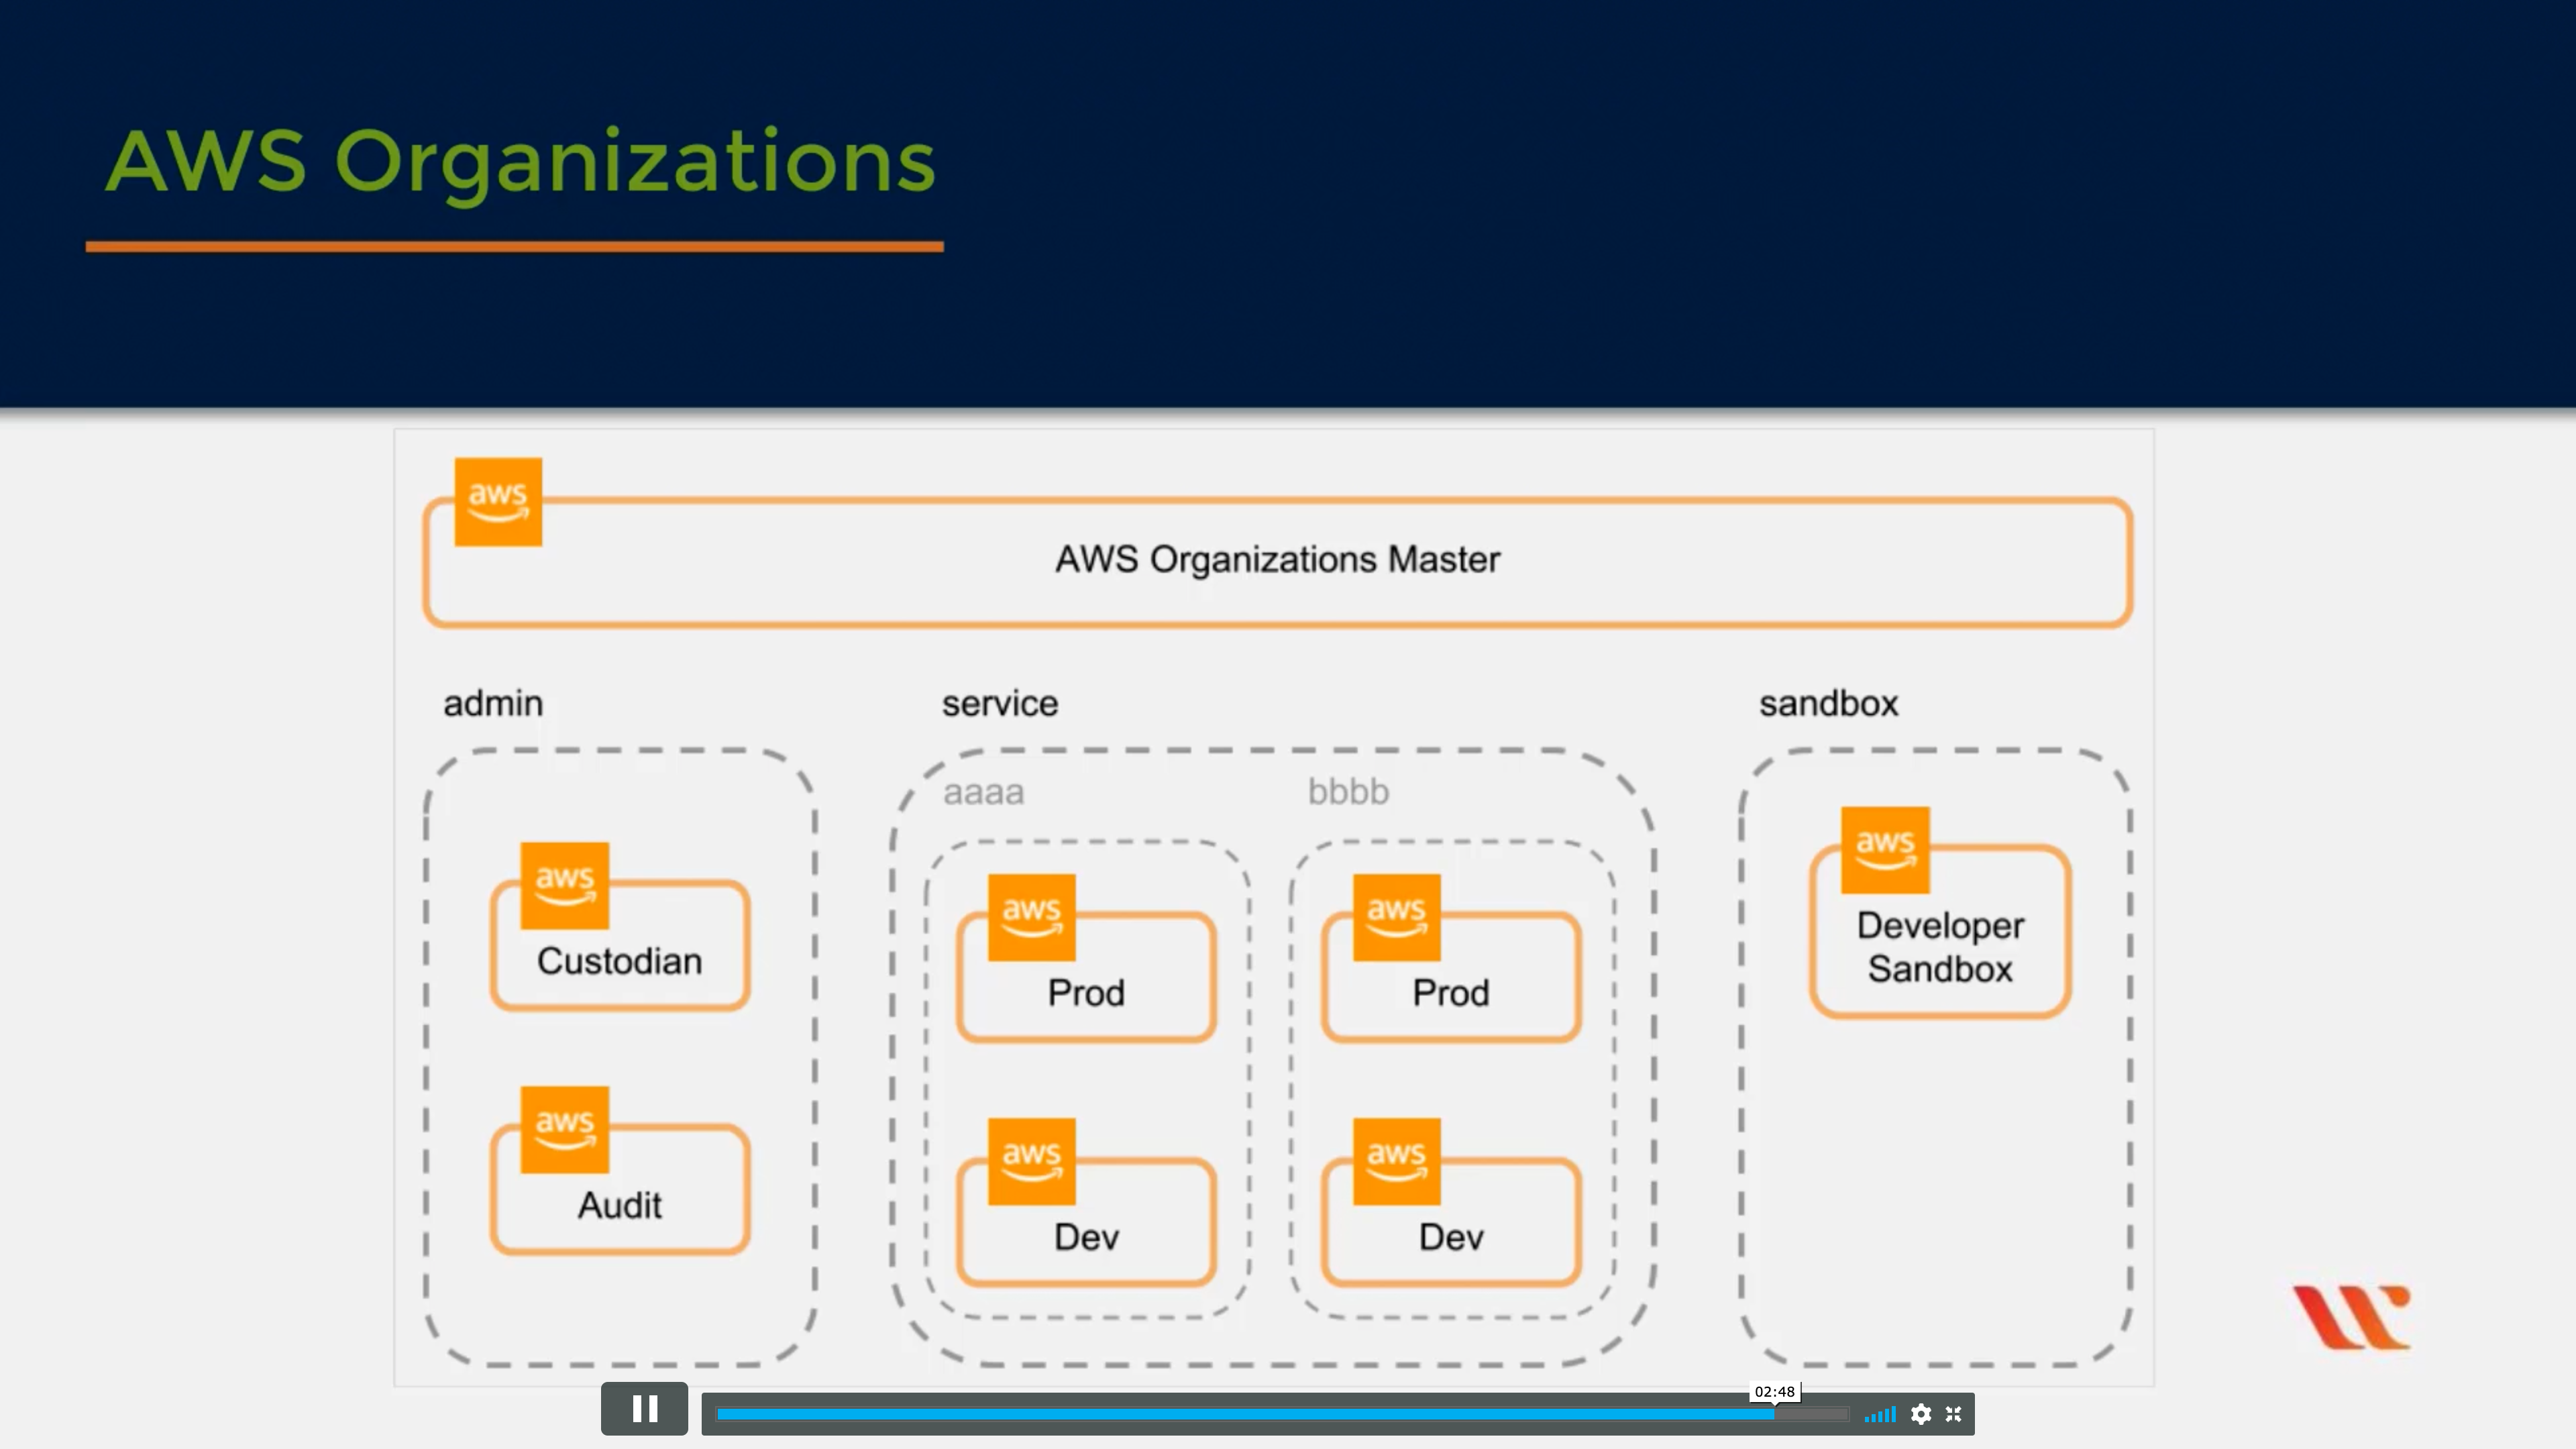 AWS Organizations
aws
AWS Organizations Master
admin
service
sandbox
aaaa
bbbb
aws
Custodian
aws
Audit
aws
Prod
aws
Dev
aws
Prod
aws
Dev
aws
Developer
Sandbox
02:48